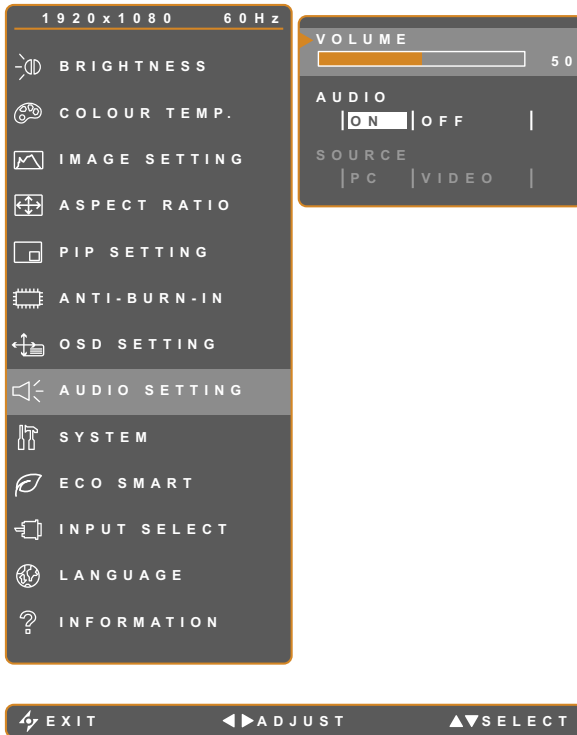 1920x1080 60Hz
BRIGHTNESS
COLOUR TEMP.
IMAGE SETTING
ASPECT RATIO
PIP SETTING
ANTI-BURN-IN
OSD SETTING
AUDIO SETTING
SYSTEM
ECO SMART
INPUT SELECT
LANGUAGE
INFORMATION
VOLUME
50
AUDIO
ON OFF
SOURCE
PC VIDEO
EXIT ADJUST SELECT